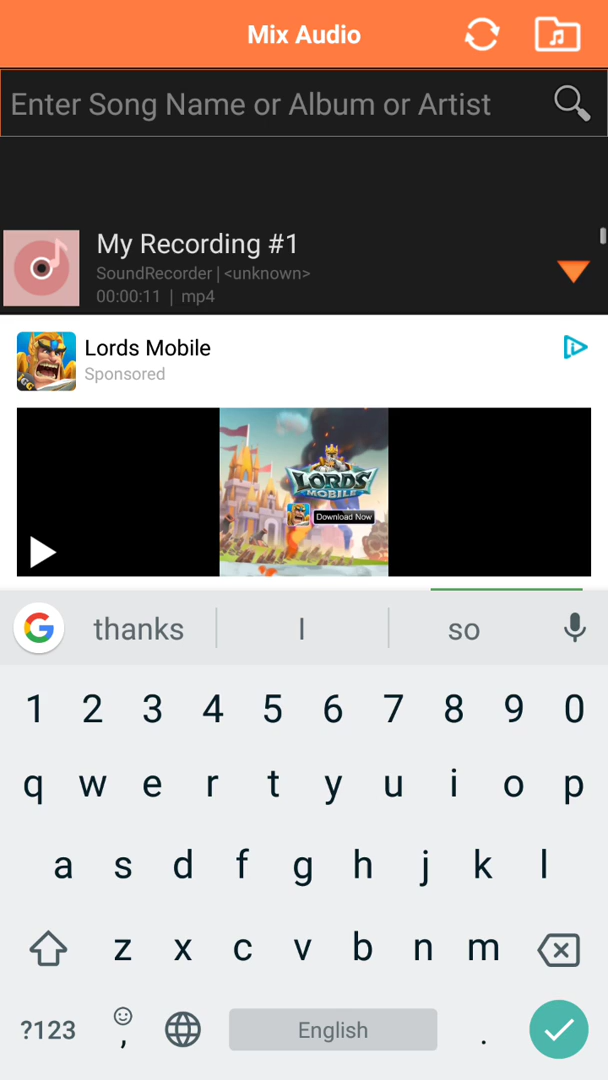 Mix Audio
Enter Song Name or Album or Artist
My Recording #1
SoundRecorder | <unknown>
00:00:11 | mp4
Lords Mobile
Sponsored
IGG
LORDS
MOBILE
Download Now
G thanks I so
1 2 3 4 5 6 7 8 9 0
q w e r t y u i o p
a s d f g h j k l
z x c v b n m
?123 , English .